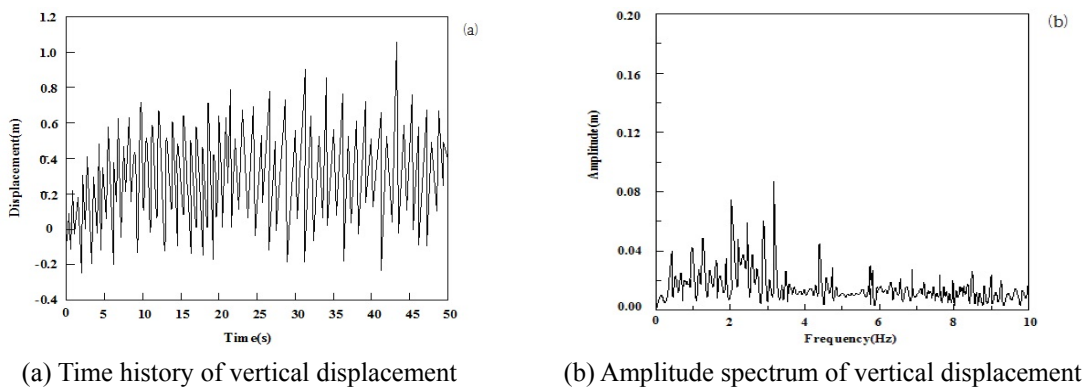 (a)
1.2
1.0
0.8
0.6
0.4
0.2
0
-0.2
-0.4
Displacement(m)
0 5 10 15 20 25 30 35 40 45 50
Time(s)
(a) Time history of vertical displacement
(b)
0.20
0.16
0.12
0.08
0.04
0.00
Amplitude(m)
0 2 4 6 8 10
Frequency(Hz)
(b) Amplitude spectrum of vertical displacement